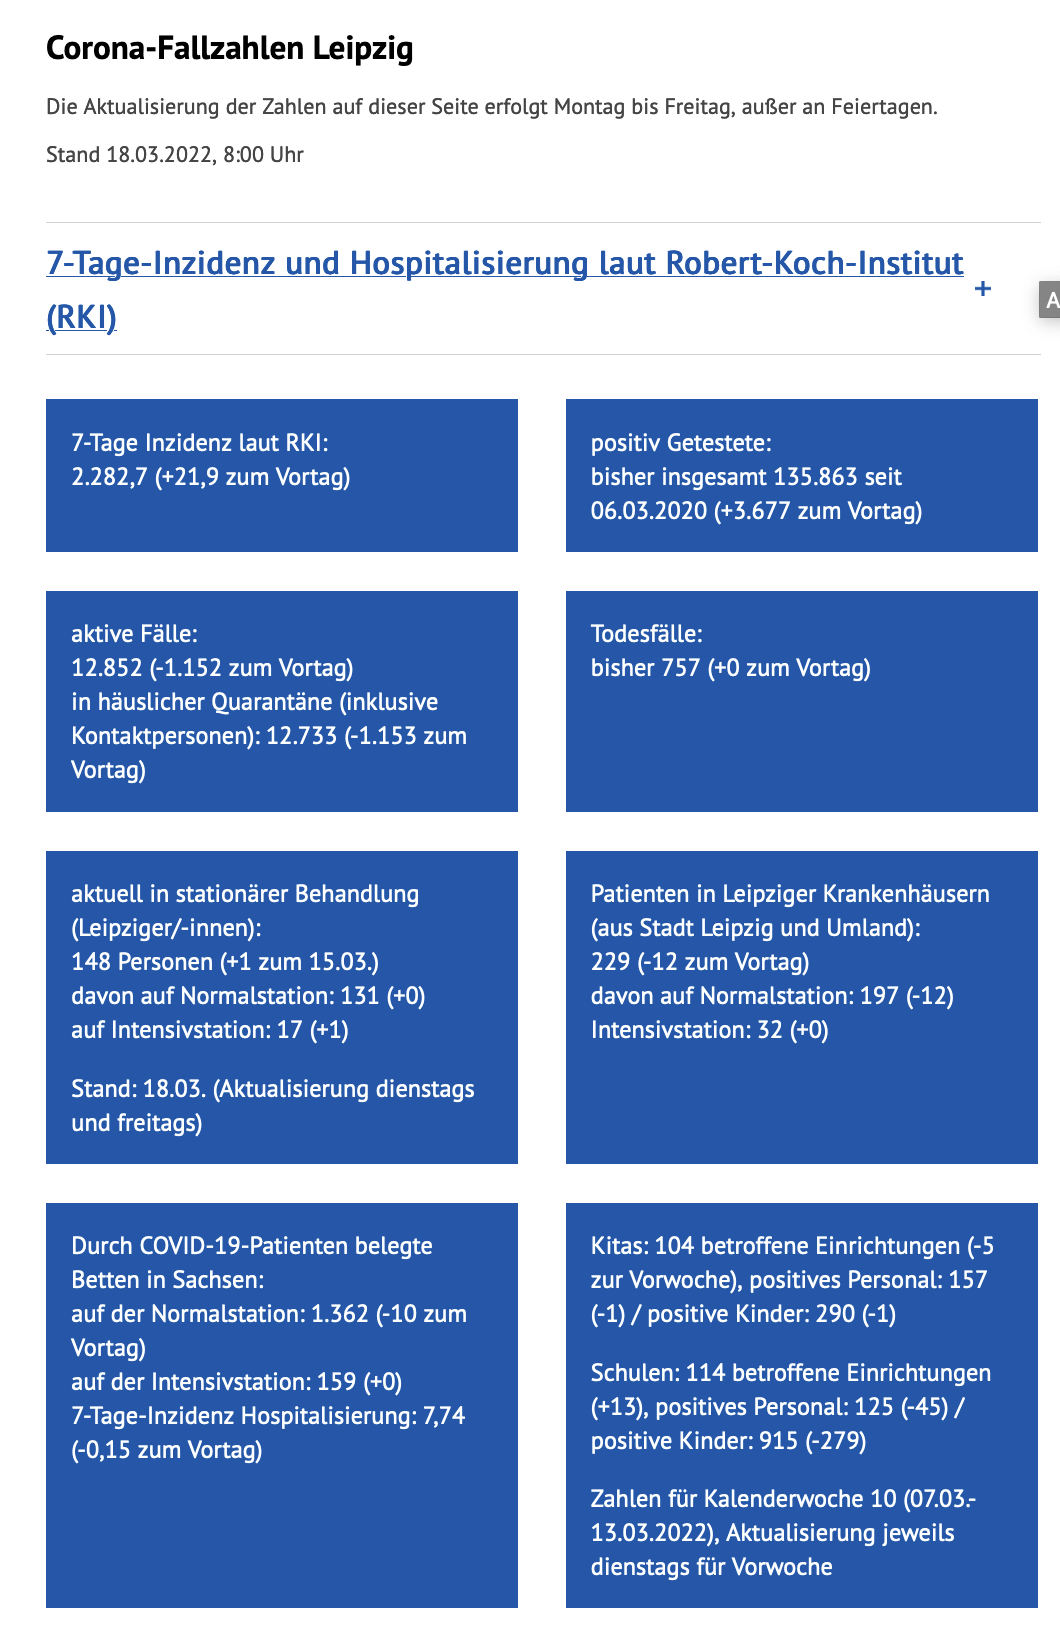 Corona-Fallzahlen Leipzig
Die Aktualisierung der Zahlen auf dieser Seite erfolgt Montag bis Freitag, außer an Feiertagen.
Stand 18.03.2022, 8:00 Uhr
7-Tage-Inzidenz und Hospitalisierung laut Robert-Koch-Institut
(RKI)
+
A
7-Tage Inzidenz laut RKI:
2.282,7 (+21,9 zum Vortag)
positiv Getestete:
bisher insgesamt 135.863 seit
06.03.2020 (+3.677 zum Vortag)
aktive Fälle:
12.852 (-1.152 zum Vortag)
in häuslicher Quarantäne (inklusive
Kontaktpersonen): 12.733 (-1.153 zum
Vortag)
Todesfälle:
bisher 757 (+0 zum Vortag)
aktuell in stationärer Behandlung
(Leipziger/-innen):
148 Personen (+1 zum 15.03.)
davon auf Normalstation: 131 (+0)
auf Intensivstation: 17 (+1)
Stand: 18.03. (Aktualisierung dienstags
und freitags)
Patienten in Leipziger Krankenhäusern
(aus Stadt Leipzig und Umland):
229 (-12 zum Vortag)
davon auf Normalstation: 197 (-12)
Intensivstation: 32 (+0)
Durch COVID-19-Patienten belegte
Betten in Sachsen:
auf der Normalstation: 1.362 (-10 zum
Vortag)
auf der Intensivstation: 159 (+0)
7-Tage-Inzidenz Hospitalisierung: 7,74
(-0,15 zum Vortag)
Kitas: 104 betroffene Einrichtungen (-5
zur Vorwoche), positives Personal: 157
(-1) / positive Kinder: 290 (-1)
Schulen: 114 betroffene Einrichtungen
(+13), positives Personal: 125 (-45) /
positive Kinder: 915 (-279)
Zahlen für Kalenderwoche 10 (07.03.-
13.03.2022), Aktualisierung jeweils
dienstags für Vorwoche